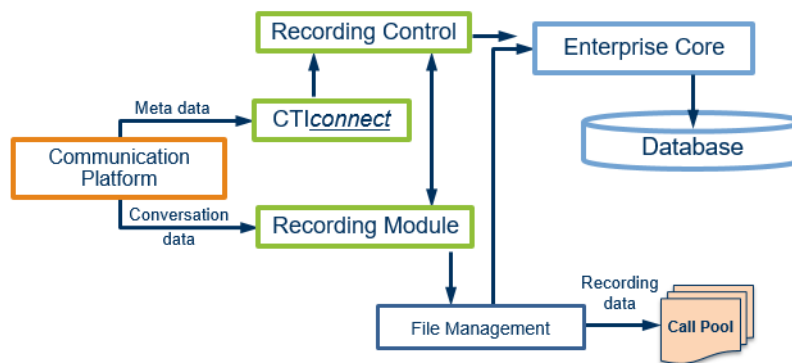 Recording Control
Enterprise Core
Meta data
CTIconnect
Database
Communication
Platform
Conversation
data
Recording Module
Recording
data
File Management
Call Pool